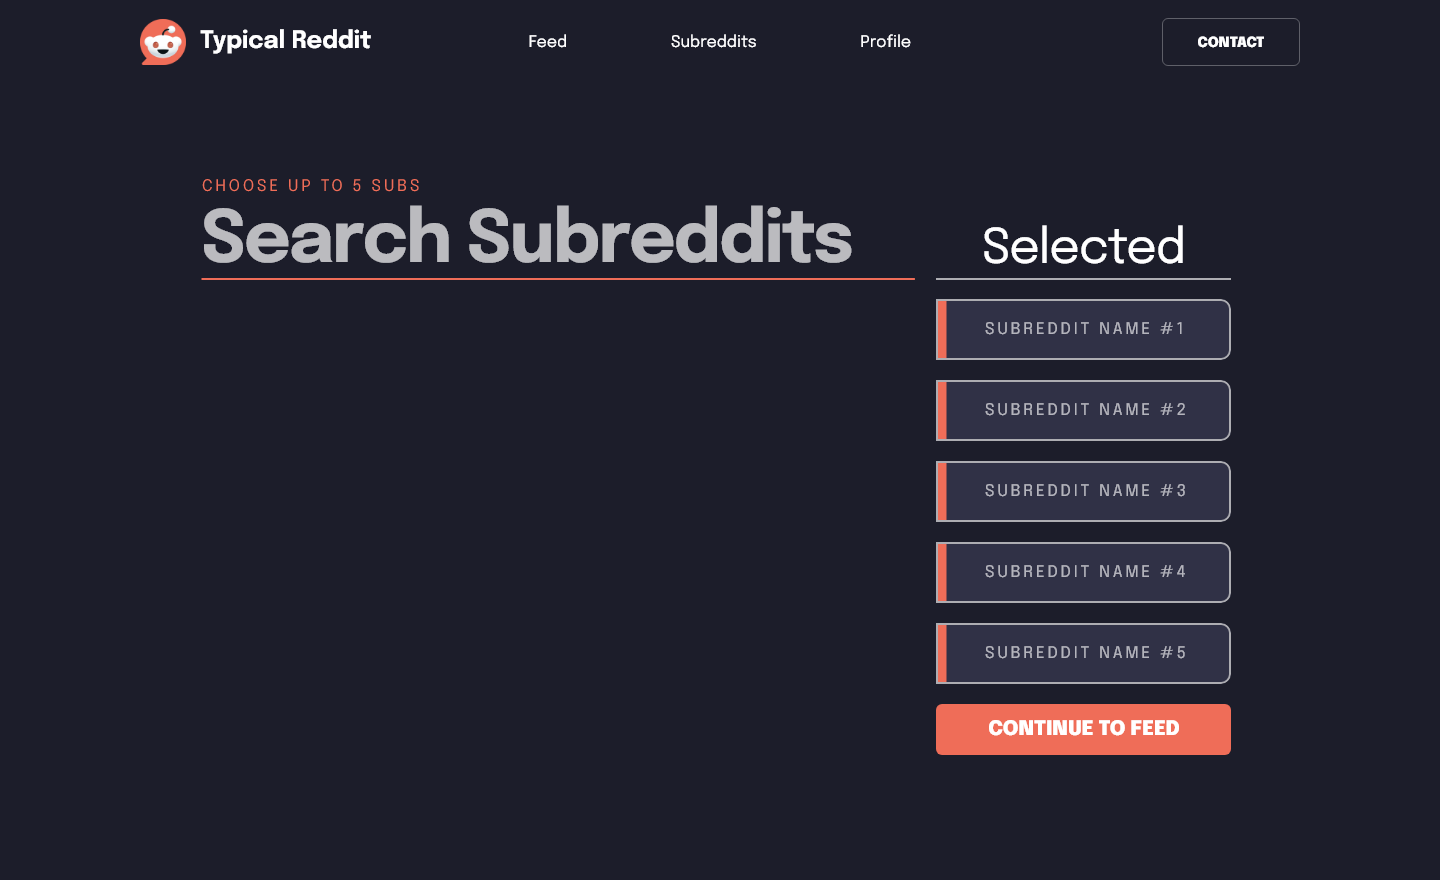 Typical Reddit
Feed
Subreddits
Profile
CONTACT
CHOOSE UP TO 5 SUBS
Search Subreddits
Selected
SUBREDDIT NAME #1
SUBREDDIT NAME #2
SUBREDDIT NAME #3
SUBREDDIT NAME #4
SUBREDDIT NAME #5
CONTINUE TO FEED